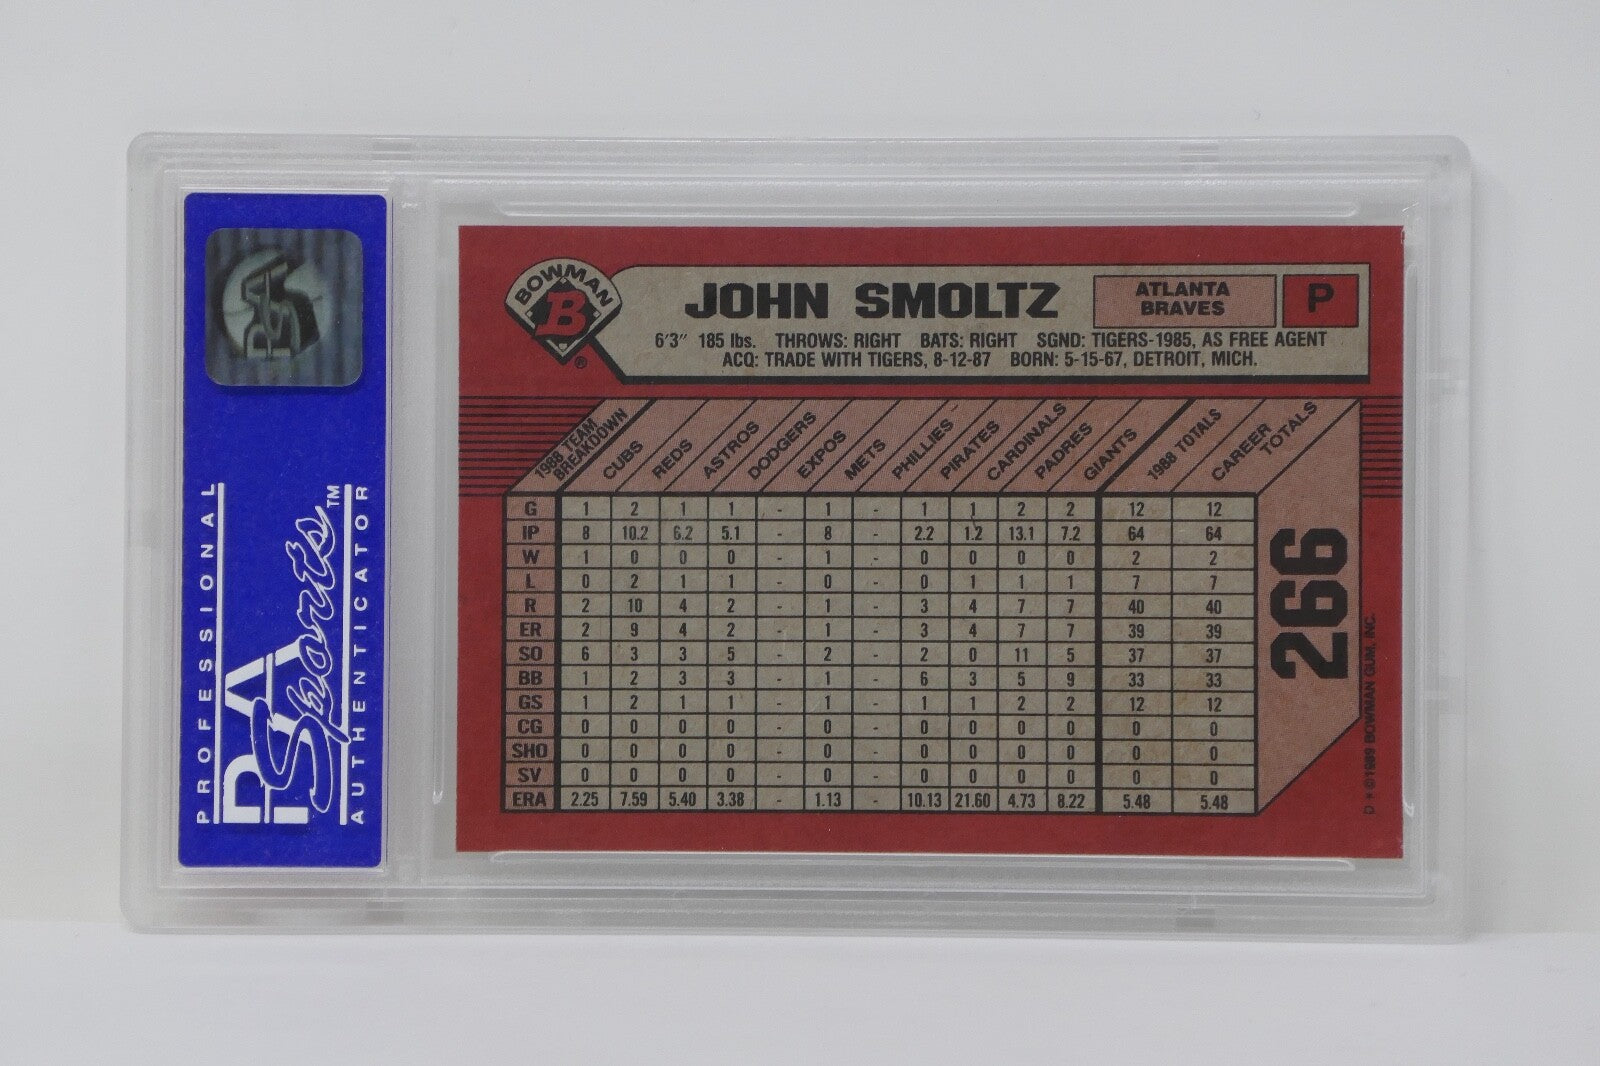 PSA
PROFESSIONAL
PSA Sports™
AUTHENTICATOR
BOWMAN
B
®
JOHN SMOLTZ
ATLANTA
BRAVES
P
6'3" 185 lbs. THROWS: RIGHT BATS: RIGHT SGND: TIGERS-1985, AS FREE AGENT
ACQ: TRADE WITH TIGERS, 8-12-87 BORN: 5-15-67, DETROIT, MICH.
1988 TEAM BREAKDOWN CUBS REDS ASTROS DODGERS EXPOS METS PHILLIES PIRATES CARDINALS PADRES GIANTS 1988 TOTALS CAREER TOTALS
G 1 2 1 1 - 1 - 1 1 2 2 12 12
IP 8 10.2 6.2 5.1 - 8 - 2.2 1.2 13.1 7.2 64 64
W 1 0 0 0 - 1 - 0 0 0 0 2 2
L 0 2 1 1 - 0 - 0 1 1 1 7 7
R 2 10 4 2 - 1 - 3 4 7 7 40 40
ER 2 9 4 2 - 1 - 3 4 7 7 39 39
SO 6 3 3 5 - 2 - 2 0 11 5 37 37
BB 1 2 3 3 - 1 - 6 3 5 9 33 33
GS 1 2 1 1 - 1 - 1 1 2 2 12 12
CG 0 0 0 0 - 0 - 0 0 0 0 0 0
SHO 0 0 0 0 - 0 - 0 0 0 0 0 0
SV 0 0 0 0 - 0 - 0 0 0 0 0 0
ERA 2.25 7.59 5.40 3.38 - 1.13 - 10.13 21.60 4.73 8.22 5.48 5.48
266
D * ©1989 BOWMAN GUM, INC.